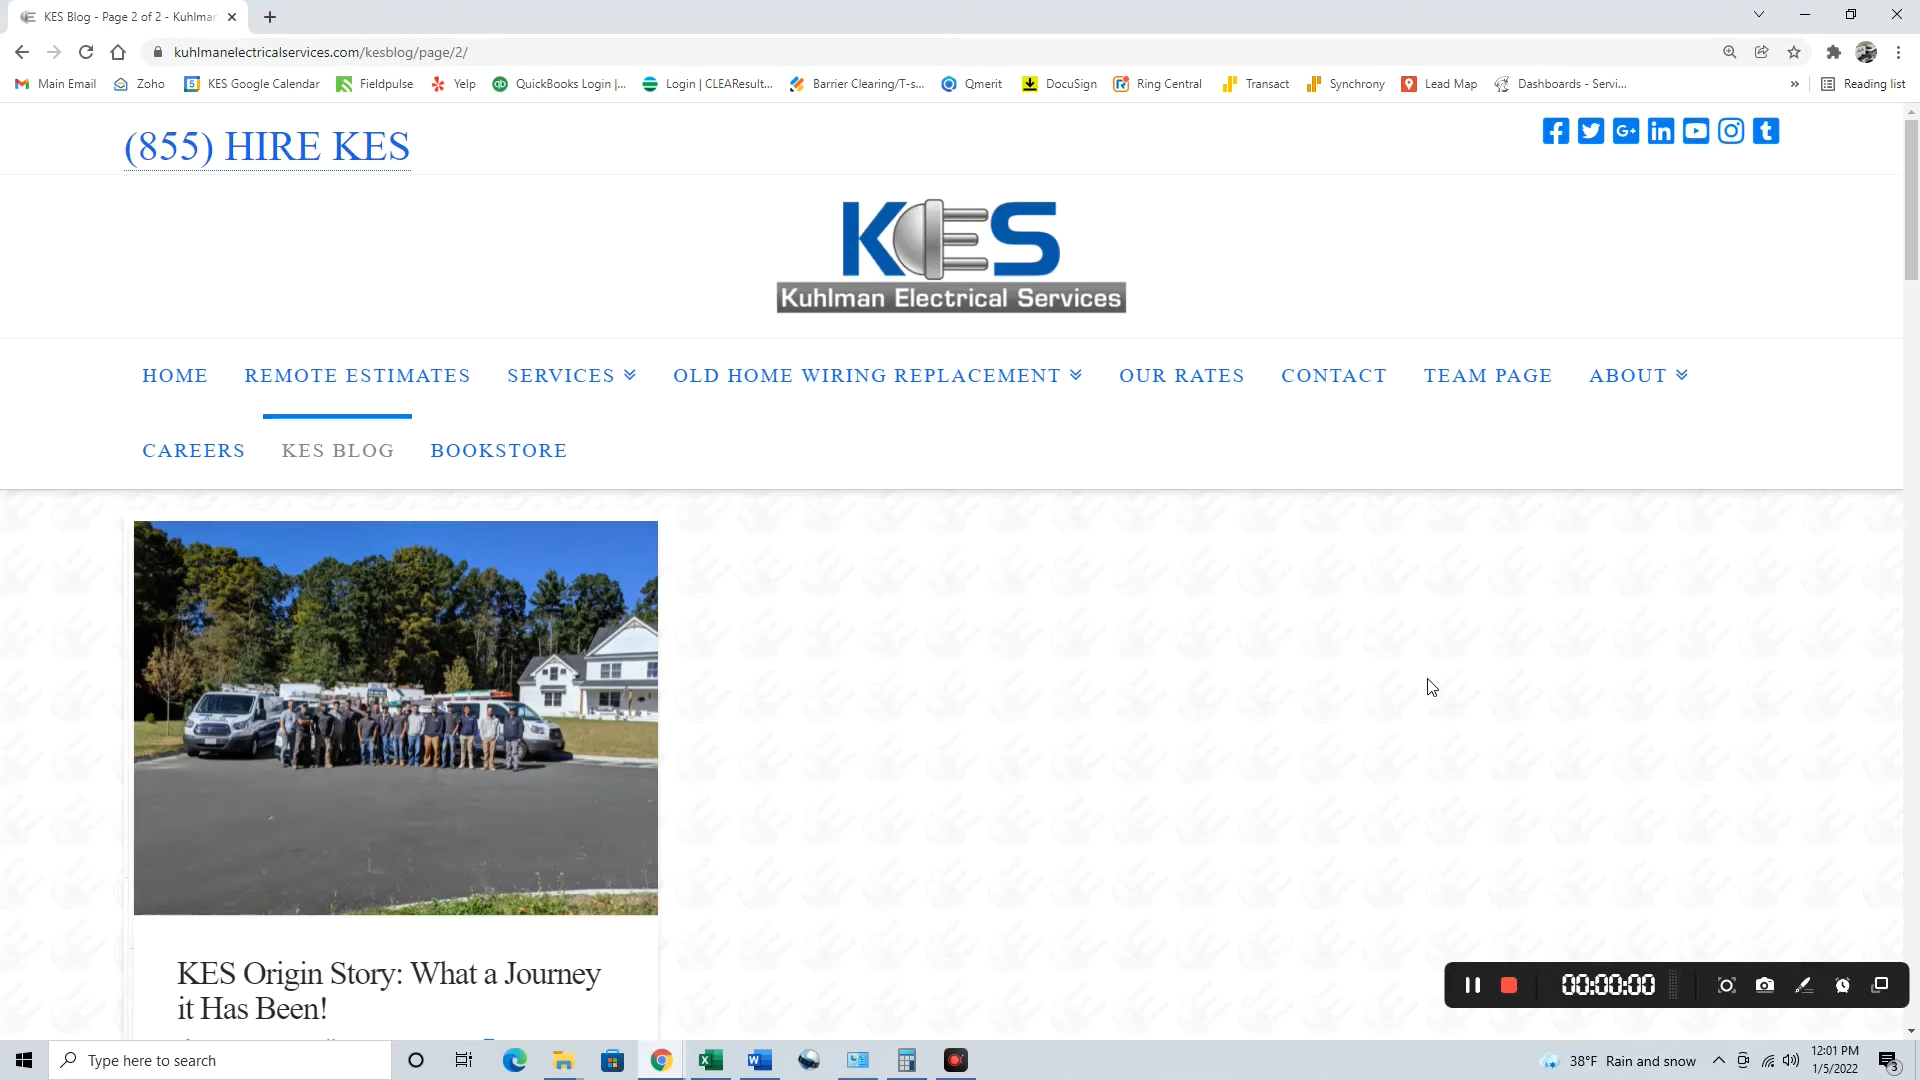 KES Blog - Page 2 of 2 - Kuhlman
kuhlmanelectricalservices.com/kesblog/page/2/
Main Email Zoho KES Google Calendar Fieldpulse Yelp QuickBooks Login |... Login | CLEAResult... Barrier Clearing/T-s... Qmerit DocuSign Ring Central Transact Synchrony Lead Map Dashboards - Servi... » Reading list
(855) HIRE KES
KES
Kuhlman Electrical Services
HOME REMOTE ESTIMATES SERVICES OLD HOME WIRING REPLACEMENT OUR RATES CONTACT TEAM PAGE ABOUT
CAREERS KES BLOG BOOKSTORE
KES Origin Story: What a Journey
it Has Been!
00:00:00
Type here to search
38°F Rain and snow
12:01 PM
1/5/2022
3